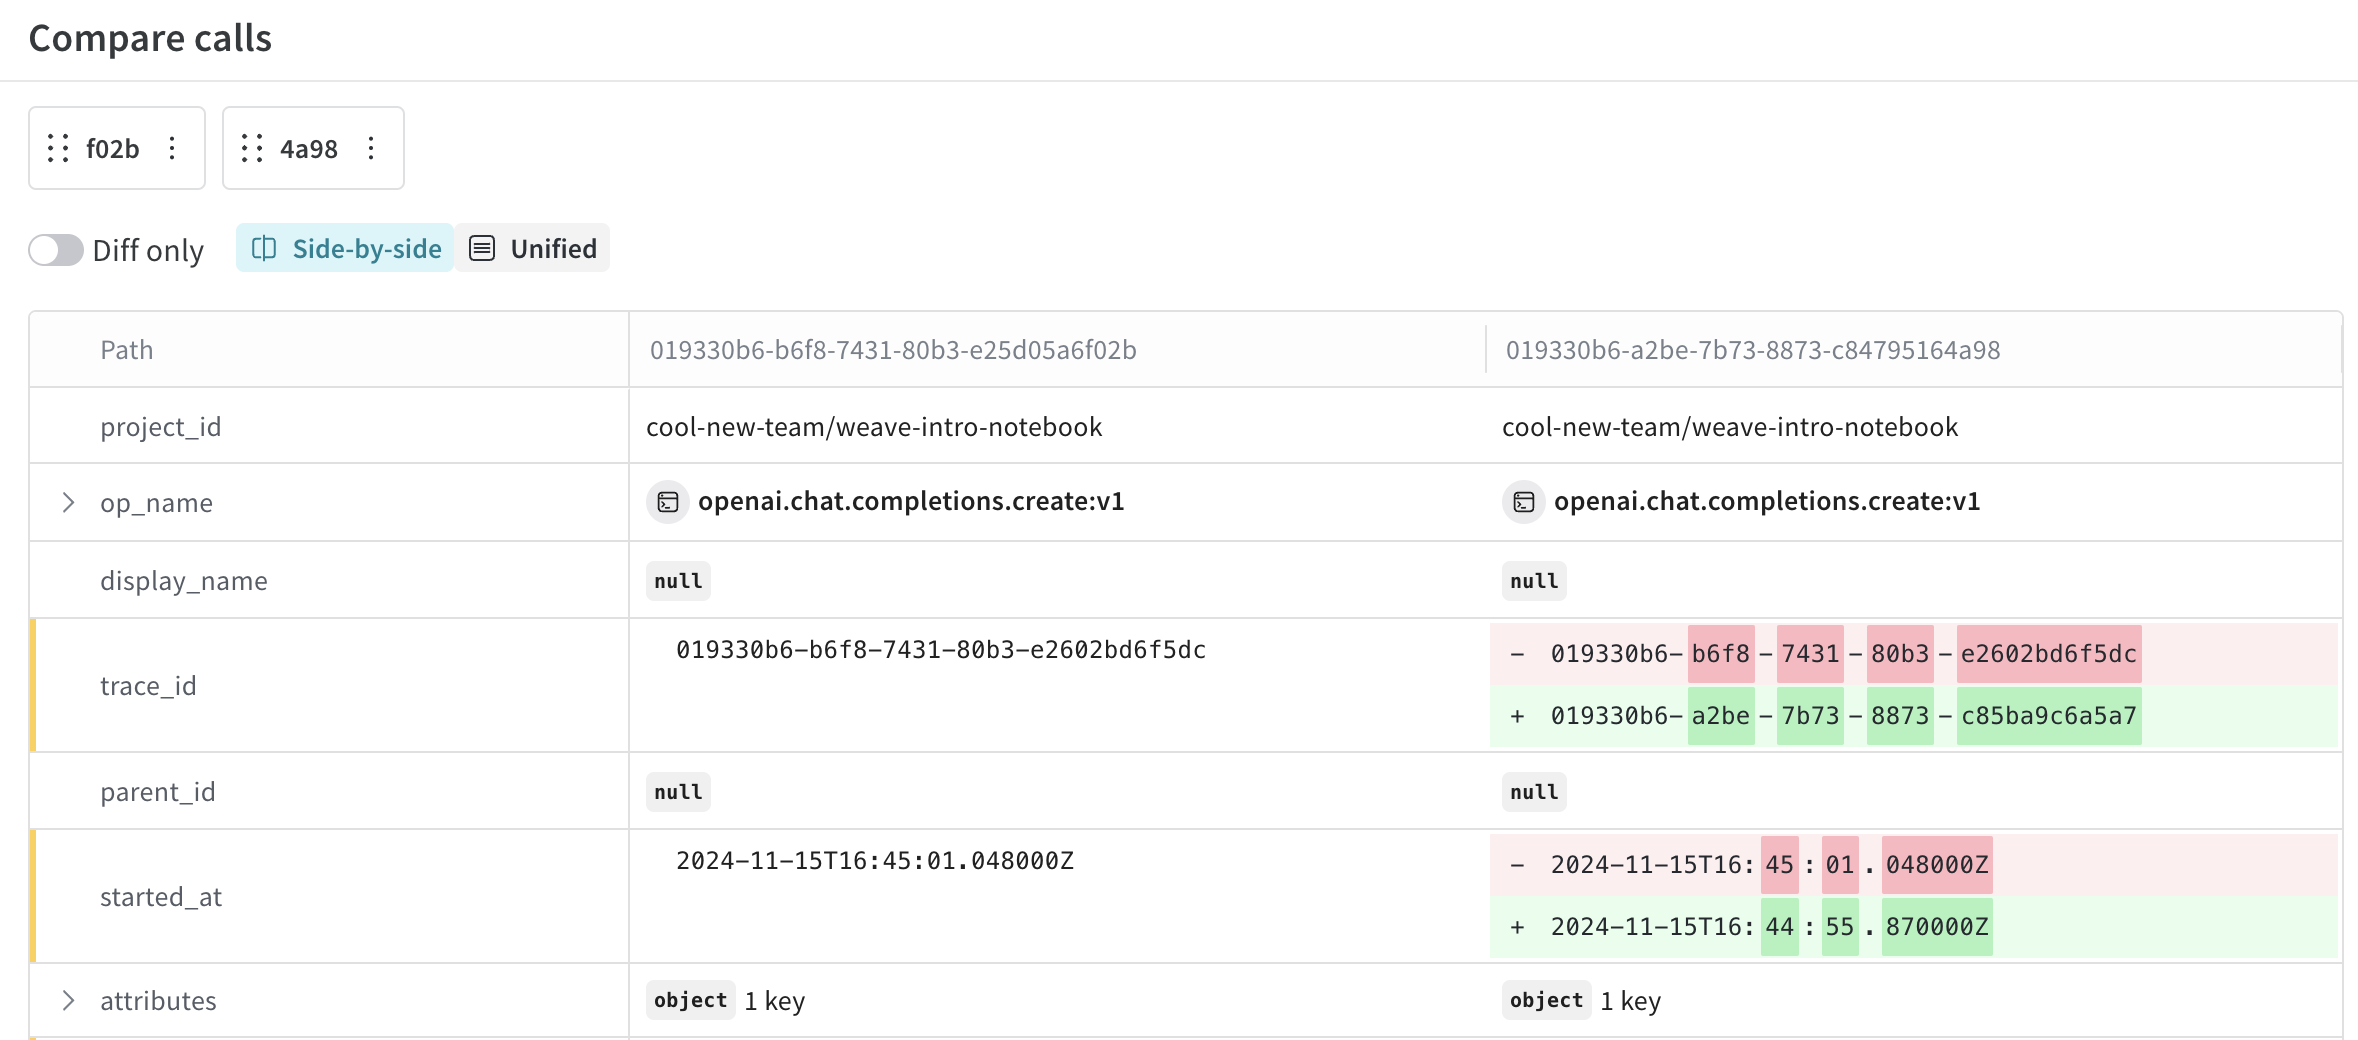 Compare calls
f02b 4a98
Diff only Side-by-side Unified
Path 019330b6-b6f8-7431-80b3-e25d05a6f02b 019330b6-a2be-7b73-8873-c84795164a98
project_id cool-new-team/weave-intro-notebook cool-new-team/weave-intro-notebook
op_name openai.chat.completions.create:v1 openai.chat.completions.create:v1
display_name null null
trace_id 019330b6-b6f8-7431-80b3-e2602bd6f5dc - 019330b6-b6f8-7431-80b3-e2602bd6f5dc
+ 019330b6-a2be-7b73-8873-c85ba9c6a5a7
parent_id null null
started_at 2024-11-15T16:45:01.048000Z - 2024-11-15T16:45:01.048000Z
+ 2024-11-15T16:44:55.870000Z
attributes object 1 key object 1 key